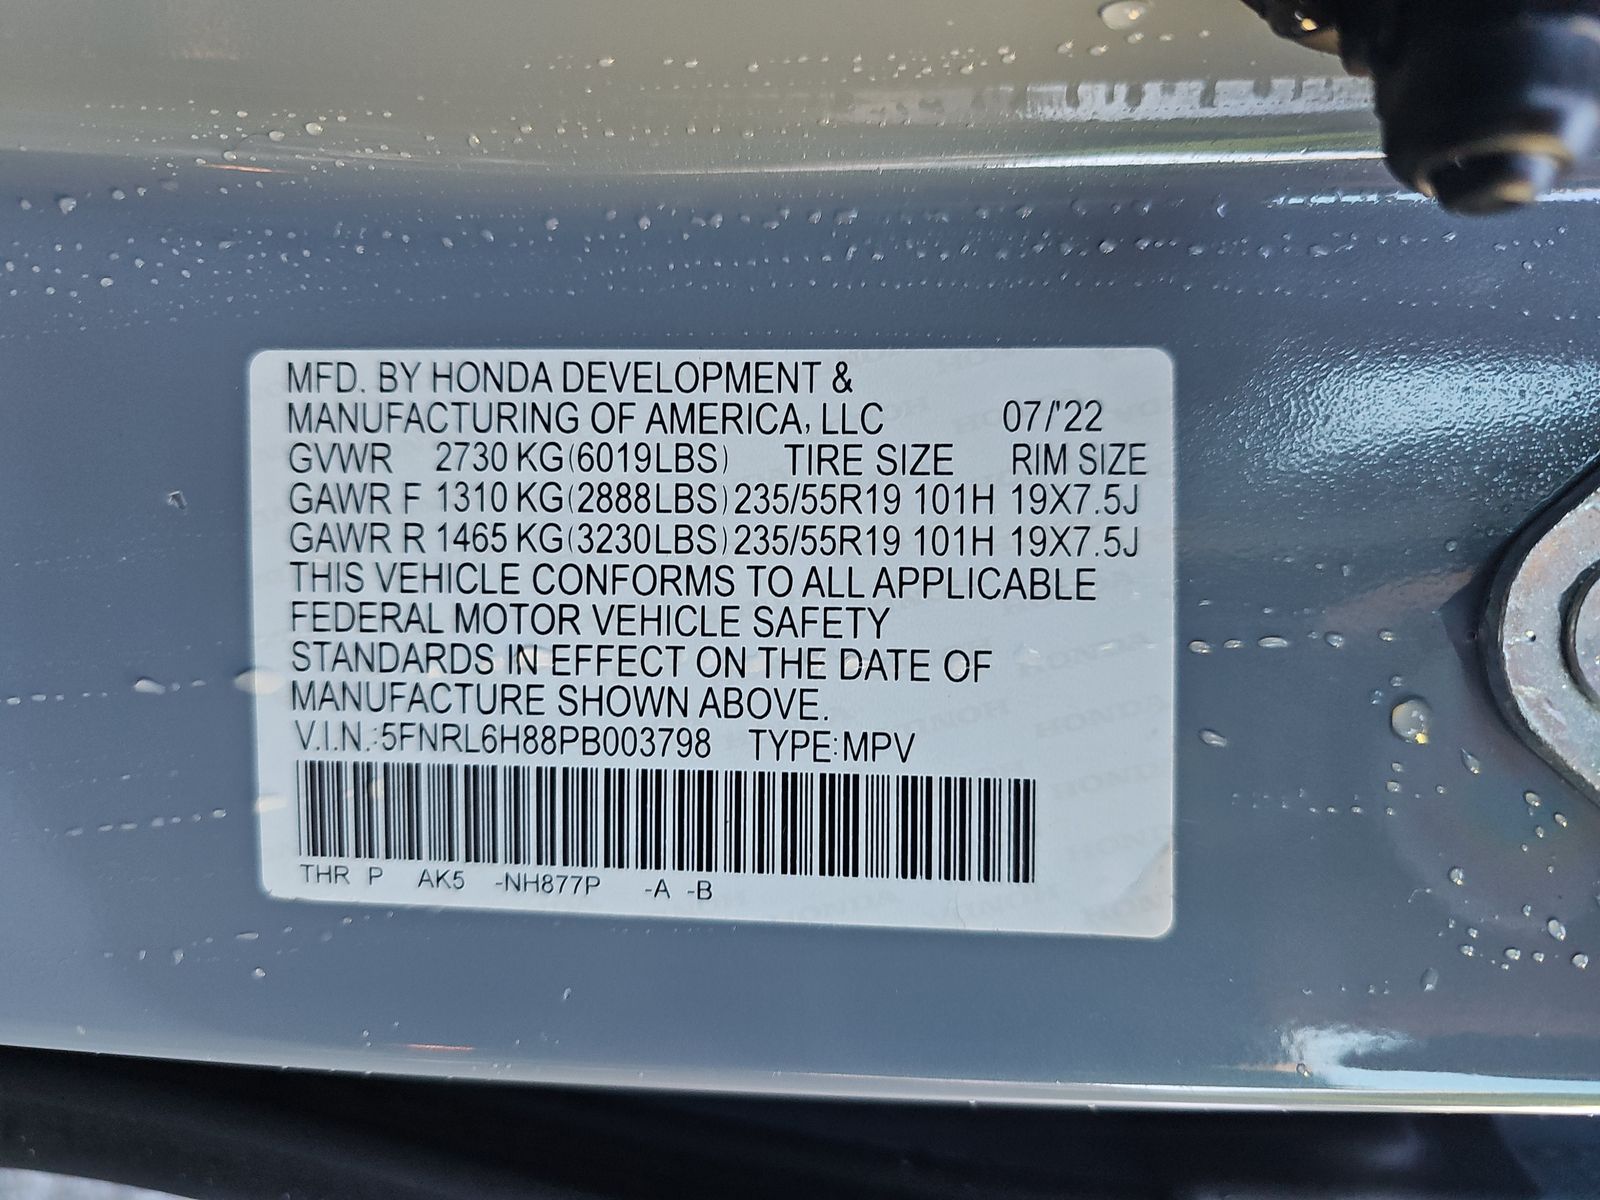 MFD. BY HONDA DEVELOPMENT &
MANUFACTURING OF AMERICA, LLC 07/'22
GVWR 2730 KG(6019LBS) TIRE SIZE RIM SIZE
GAWR F 1310 KG(2888LBS) 235/55R19 101H 19X7.5J
GAWR R 1465 KG(3230LBS) 235/55R19 101H 19X7.5J
THIS VEHICLE CONFORMS TO ALL APPLICABLE
FEDERAL MOTOR VEHICLE SAFETY
STANDARDS IN EFFECT ON THE DATE OF
MANUFACTURE SHOWN ABOVE.
V.I.N.:5FNRL6H88PB003798 TYPE:MPV
THR P AK5 -NH877P -A -B